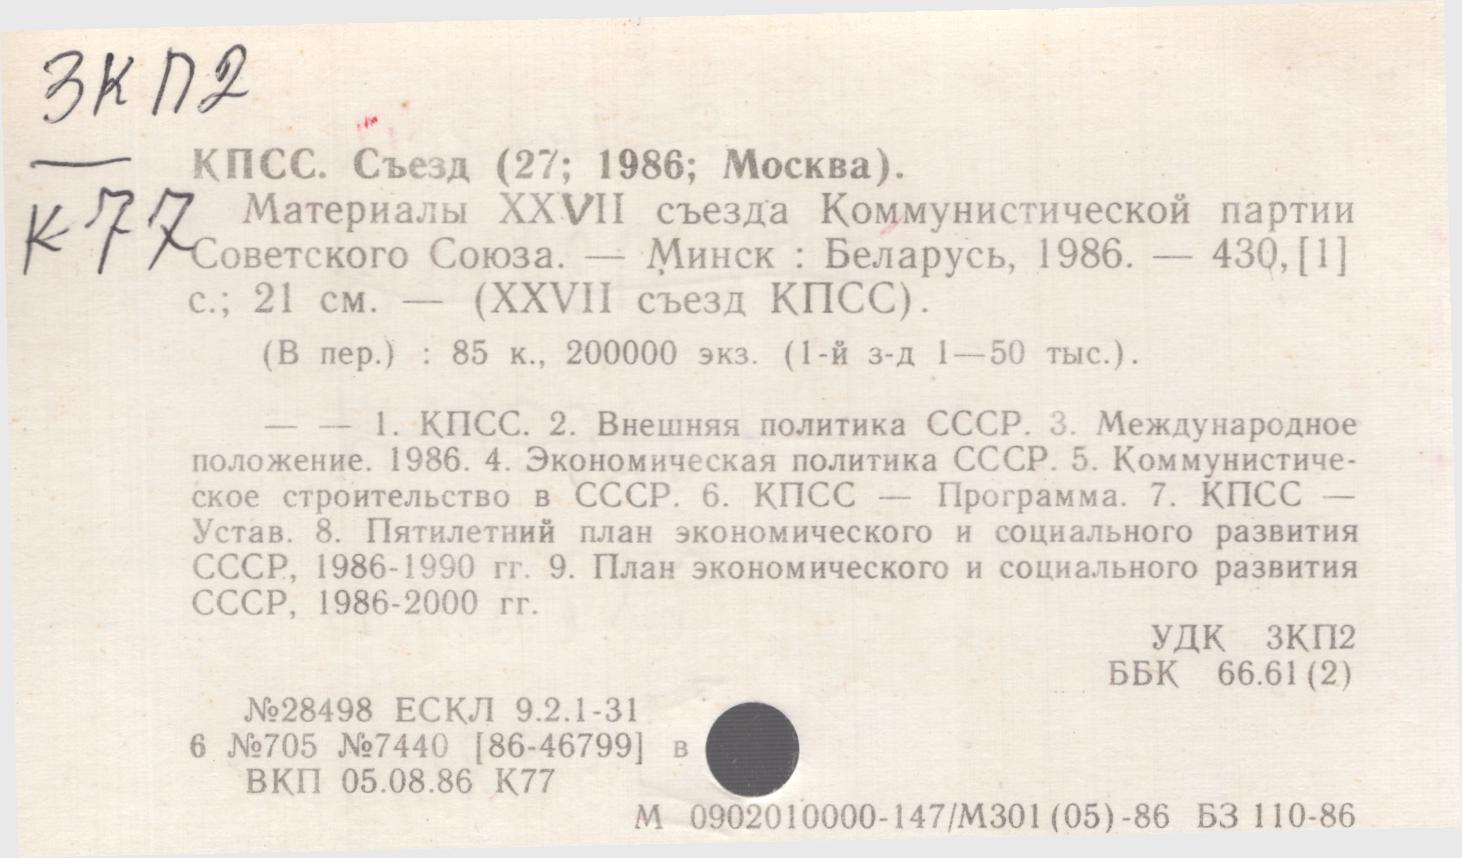 3КП2
К77
КПСС. Съезд (27; 1986; Москва).
Материалы XXVII съезда Коммунистической партии
Советского Союза. — Минск : Беларусь, 1986. — 430, [1]
с.; 21 см. — (XXVII съезд КПСС).
(В пер.) : 85 к., 200000 экз. (1-й з-д 1—50 тыс.).
— — 1. КПСС. 2. Внешняя политика СССР. 3. Международное
положение. 1986. 4. Экономическая политика СССР. 5. Коммунистиче-
ское строительство в СССР. 6. КПСС — Программа. 7. КПСС —
Устав. 8. Пятилетний план экономического и социального развития
СССР, 1986-1990 гг. 9. План экономического и социального развития
СССР, 1986-2000 гг.
УДК 3КП2
ББК 66.61(2)
№28498 ЕСКЛ 9.2.1-31
6 №705 №7440 [86-46799] в
ВКП 05.08.86 К77
М 0902010000-147/М301(05)-86 БЗ 110-86